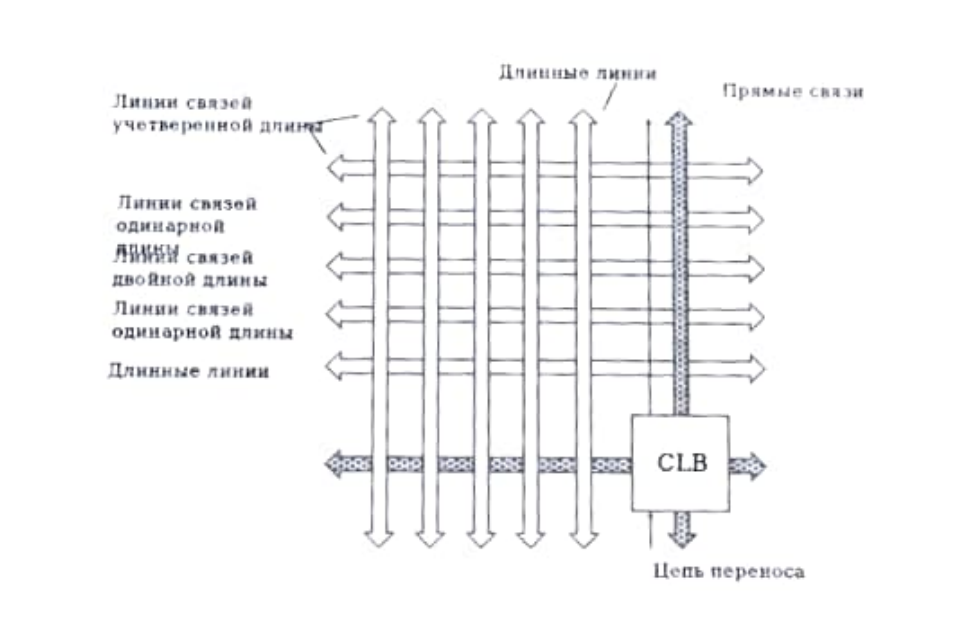 Длинные линии
Прямые связи
Линии связей
учетверенной длины
Линии связей
одинарной
длины
Линии связей
двойной длины
Линии связей
одинарной длины
Длинные линии
CLB
Цепь переноса